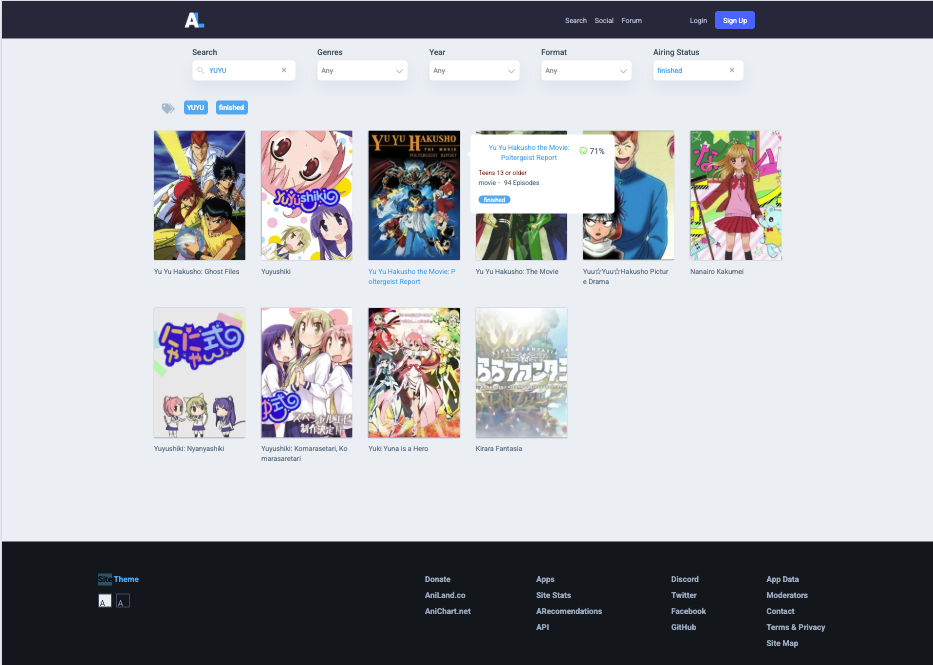 AL
Search Social Forum Login Sign Up
Search Genres Year Format Airing Status
YUYU Any Any Any finished
YUYU finished
YU YU HAKUSHO
THE MOVIE
POLTERGEIST REPORT
yuyushiki
Yu Yu Hakusho the Movie:
Poltergeist Report
71%
Teens 13 or older
movie - 94 Episodes
finished
Yu Yu Hakusho: Ghost Files
Yuyushiki
Yu Yu Hakusho the Movie: P
oltergeist Report
Yu Yu Hakusho: The Movie
Yuu☆Yuu☆Hakusho Pictur
e Drama
Nanairo Kakumei
Yuyushiki: Nyanyashiki
Yuyushiki: Komarasetari, Ko
marasaretari
Yuki Yuna is a Hero
Kirara Fantasia
Site Theme
A A
Donate
AniLand.co
AniChart.net
Apps
Site Stats
ARecomendations
API
Discord
Twitter
Facebook
GitHub
App Data
Moderators
Contact
Terms & Privacy
Site Map